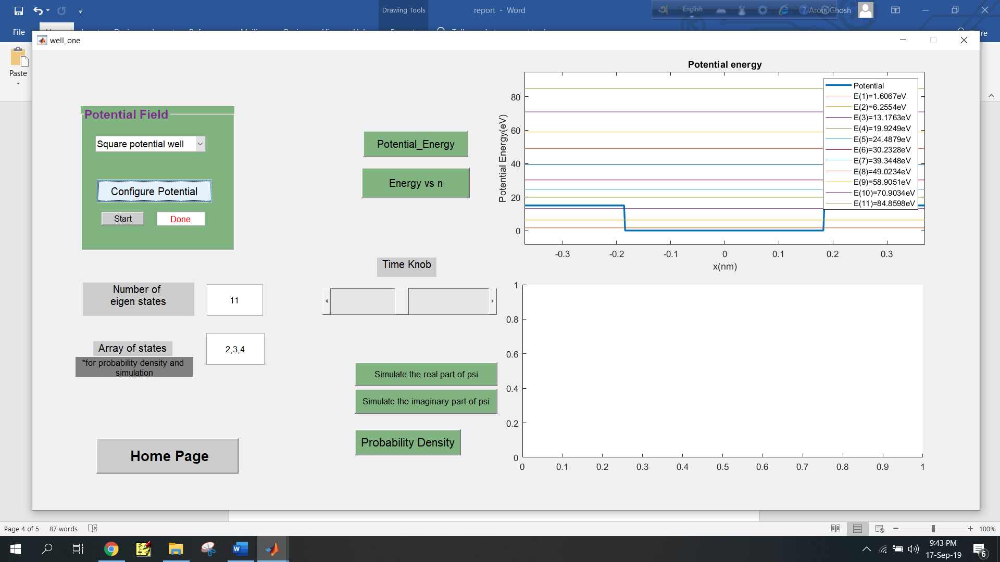 Drawing Tools
report - Word
English
Aroni Ghosh
File
well_one
Paste
Potential Field
Square potential well
Configure Potential
Start
Done
Number of
eigen states
11
Array of states
*for probability density and
simulation
2,3,4
Home Page
Potential_Energy
Energy vs n
Time Knob
Simulate the real part of psi
Simulate the imaginary part of psi
Probability Density
Potential energy
Potential Energy(eV)
80
60
40
20
0
-0.3 -0.2 -0.1 0 0.1 0.2 0.3
x(nm)
Potential
E(1)=1.6067eV
E(2)=6.2554eV
E(3)=13.1763eV
E(4)=19.9249eV
E(5)=24.4879eV
E(6)=30.2328eV
E(7)=39.3448eV
E(8)=49.0234eV
E(9)=58.9051eV
E(10)=70.9034eV
E(11)=84.8598eV
1
0.8
0.6
0.4
0.2
0
0 0.1 0.2 0.3 0.4 0.5 0.6 0.7 0.8 0.9 1
Page 4 of 5 87 words
100%
9:43 PM
17-Sep-19
6